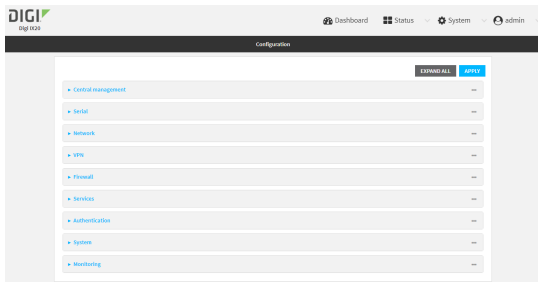 DIGI
Digi IX20
Dashboard Status System admin
Configuration
EXPAND ALL APPLY
Central management
Serial
Network
VPN
Firewall
Services
Authentication
System
Monitoring